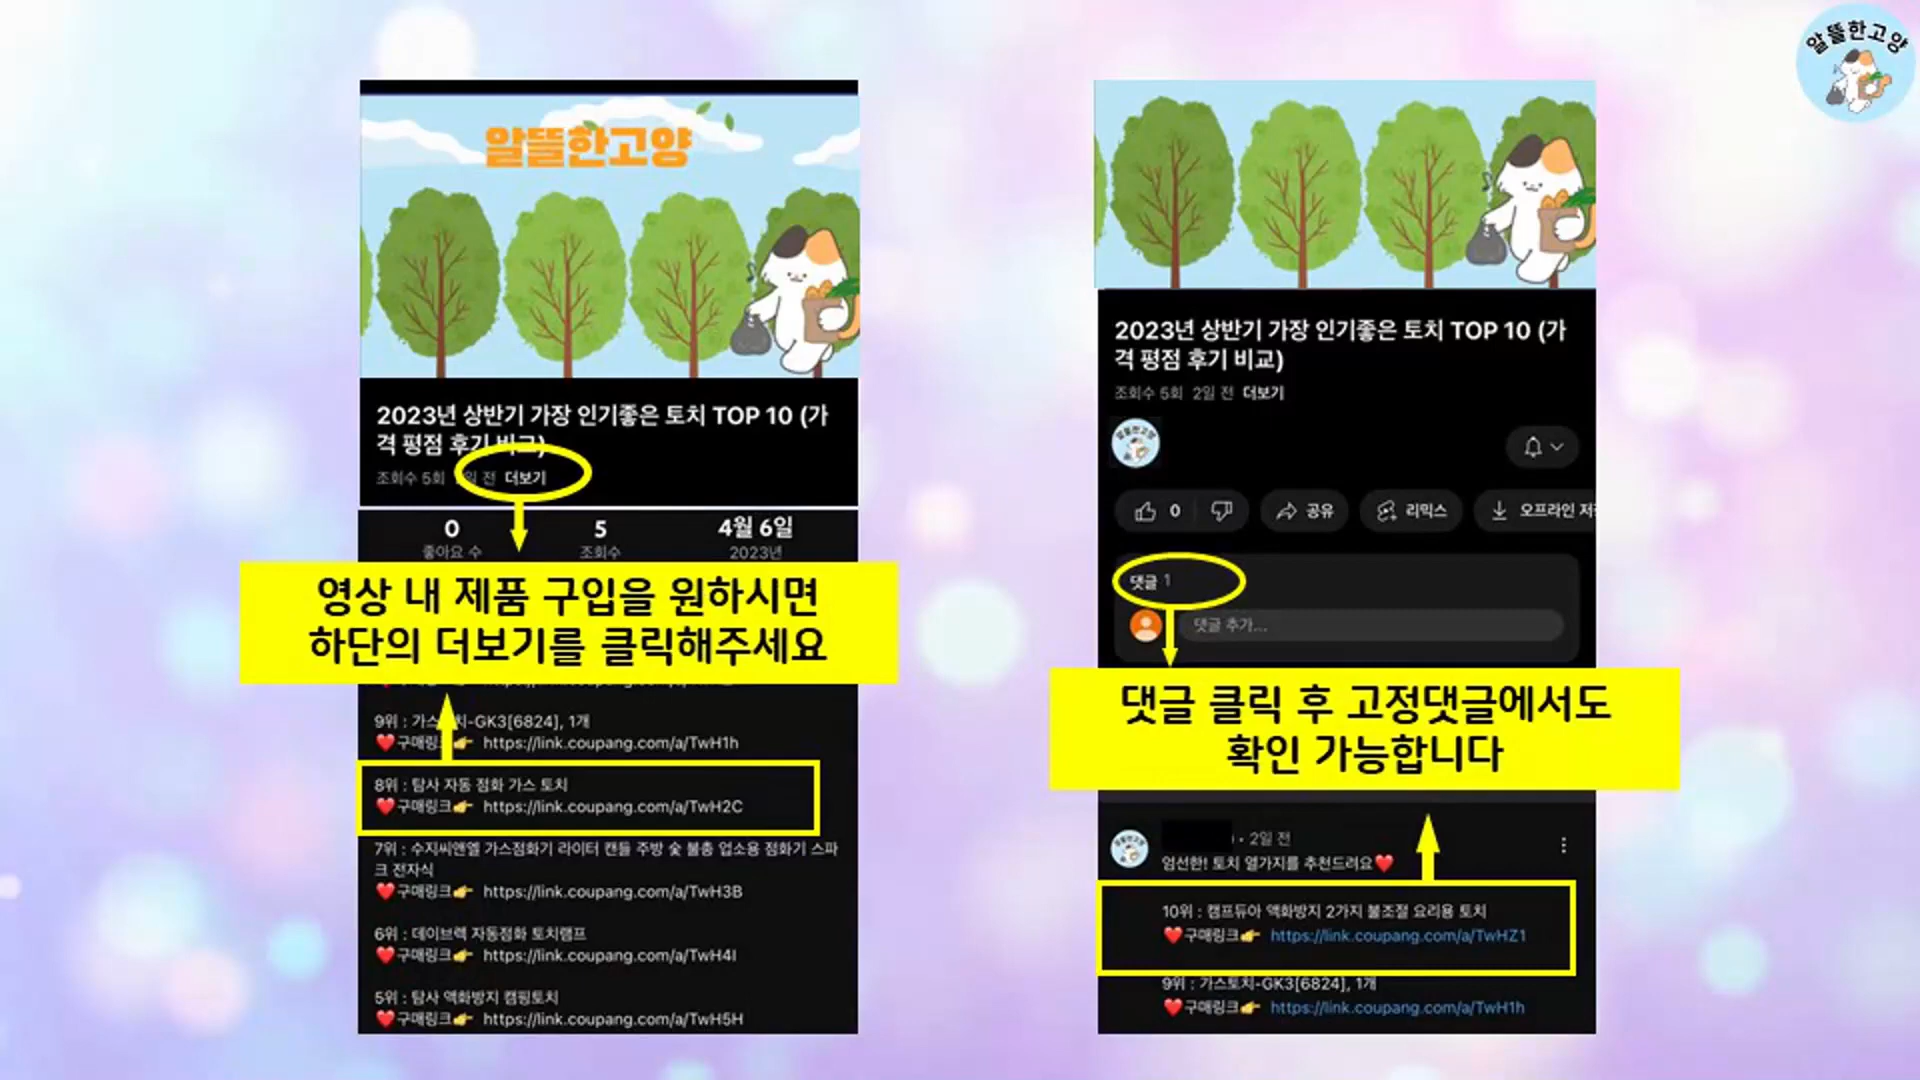 알뜰한고양
알뜰한고양
2023년 상반기 가장 인기좋은 토치 TOP 10 (가
격 평점 후기 비교)
조회수 5회 일 전 더보기
0 5 4월 6일
좋아요 수 조회수 2023년
영상 내 제품 구입을 원하시면
하단의 더보기를 클릭해주세요
9위 : 가스토치-GK3[6824], 1개
❤️구매링크👉 https://link.coupang.com/a/TwH1h
8위 : 탐사 자동 점화 가스 토치
❤️구매링크👉 https://link.coupang.com/a/TwH2C
7위 : 수지씨앤엘 가스점화기 라이터 캔들 주방 숯 불총 업소용 점화기 스파
크 전자식
❤️구매링크👉 https://link.coupang.com/a/TwH3B
6위 : 데이브렉 자동점화 토치램프
❤️구매링크👉 https://link.coupang.com/a/TwH4I
5위 : 탐사 액화방지 캠핑토치
❤️구매링크👉 https://link.coupang.com/a/TwH5H
2023년 상반기 가장 인기좋은 토치 TOP 10 (가
격 평점 후기 비교)
조회수 5회 2일 전 더보기
알뜰한고양
0 공유 리믹스 오프라인 저
댓글 1
댓글 추가...
댓글 클릭 후 고정댓글에서도
확인 가능합니다
알뜰한고양
• 2일 전
엄선한! 토치 열가지를 추천드려요❤️
10위 : 캠프듀아 액화방지 2가지 불조절 요리용 토치
❤️구매링크👉 https://link.coupang.com/a/TwHZ1
9위 : 가스토치-GK3[6824], 1개
❤️구매링크👉 https://link.coupang.com/a/TwH1h